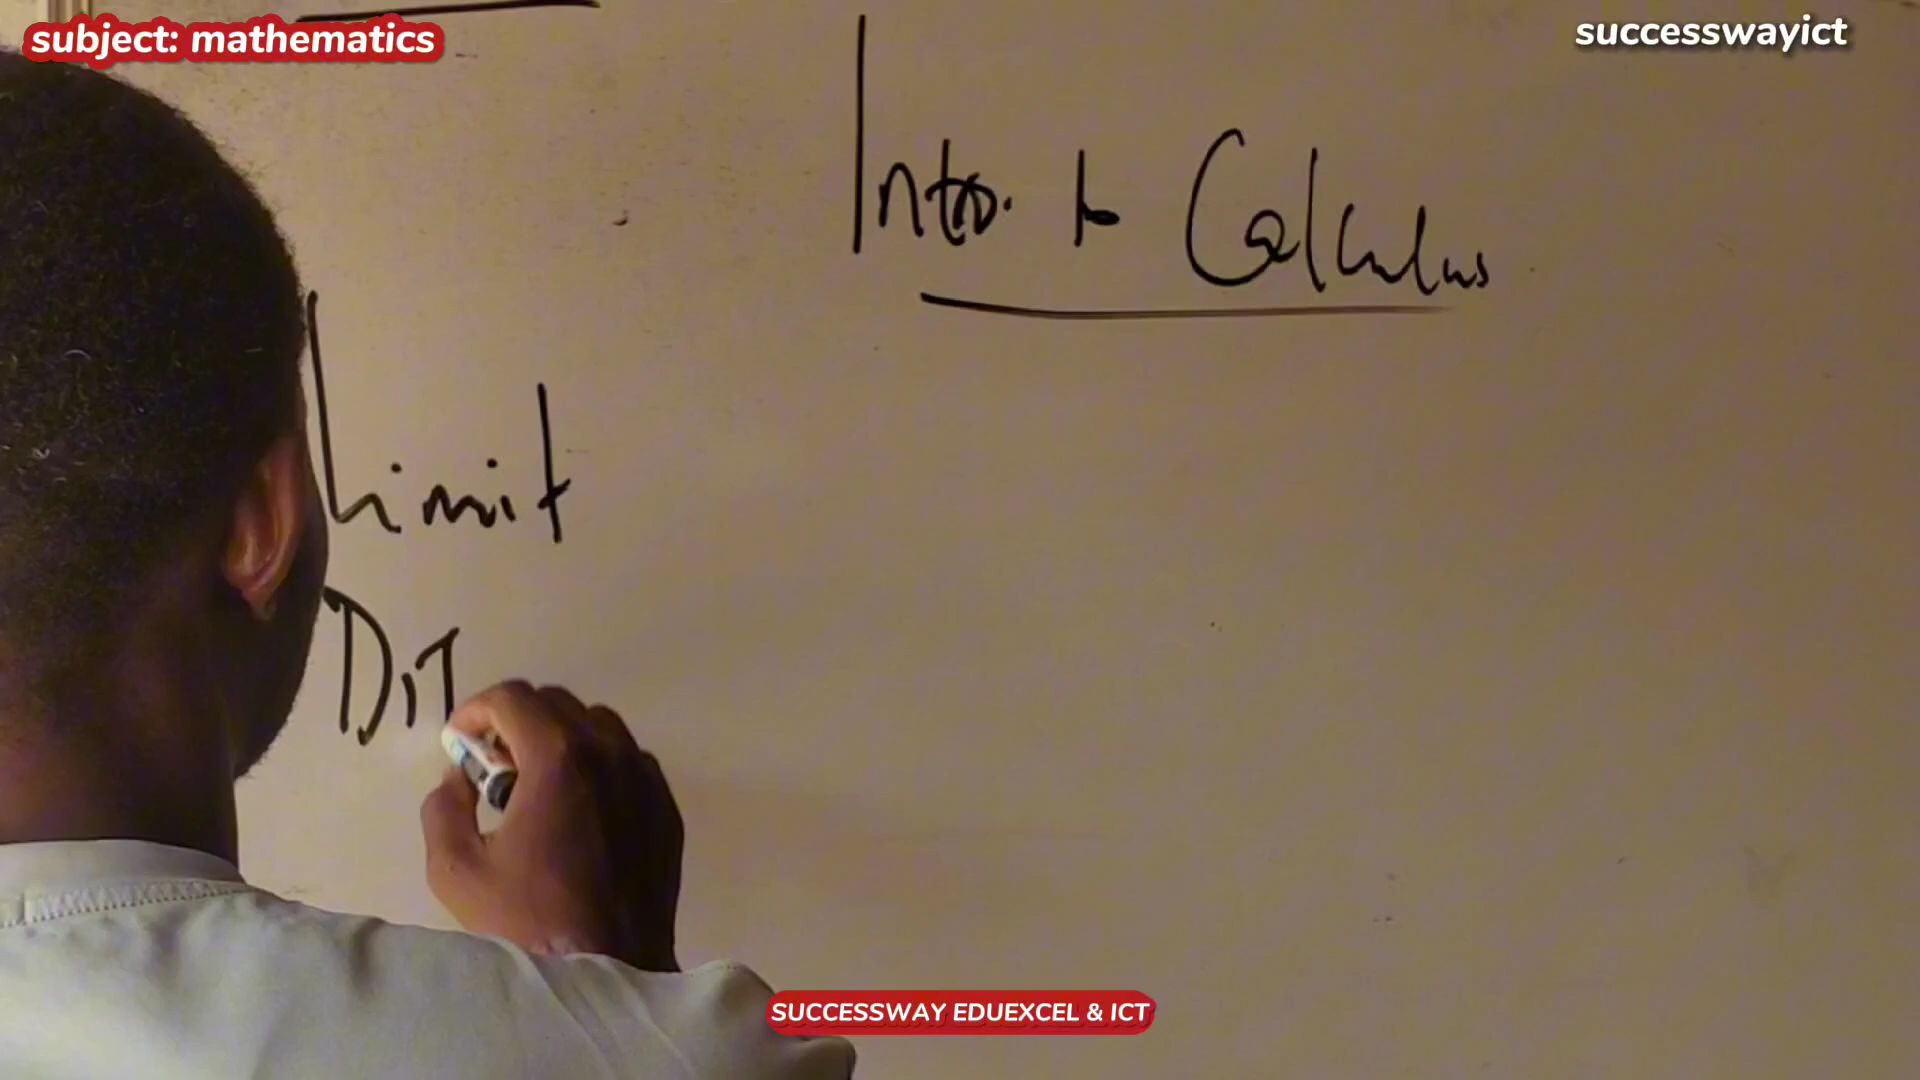 subject: mathematics
successwayict
Intro. to Calculus
Limit
Dif
SUCCESSWAY EDUEXCEL & ICT